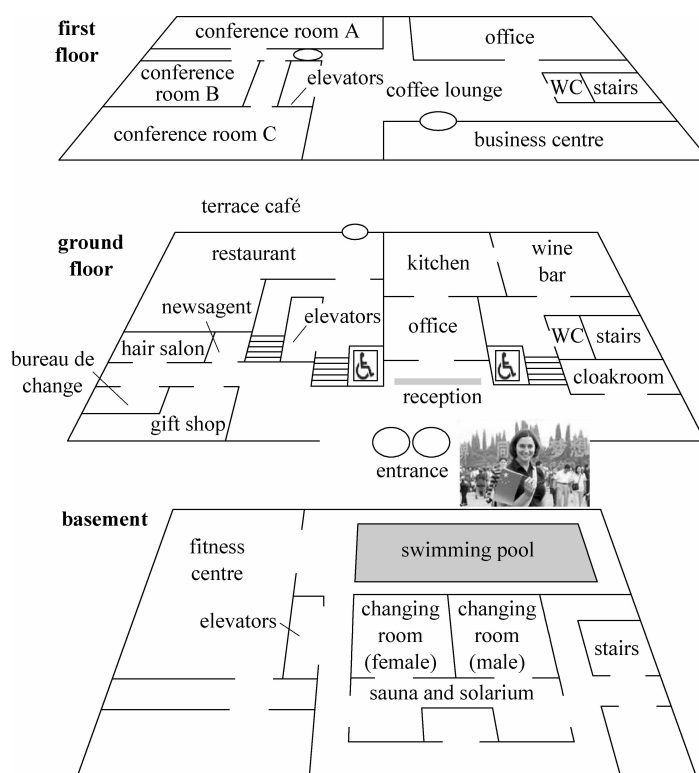 first
floor
conference room A
office
conference
room B
elevators
coffee lounge
WC
stairs
conference room C
business centre
terrace café
ground
floor
restaurant
kitchen
wine
bar
newsagent
elevators
hair salon
office
WC
stairs
bureau de
change
cloakroom
reception
gift shop
entrance
basement
fitness
centre
swimming pool
elevators
changing
room
(female)
changing
room
(male)
stairs
sauna and solarium